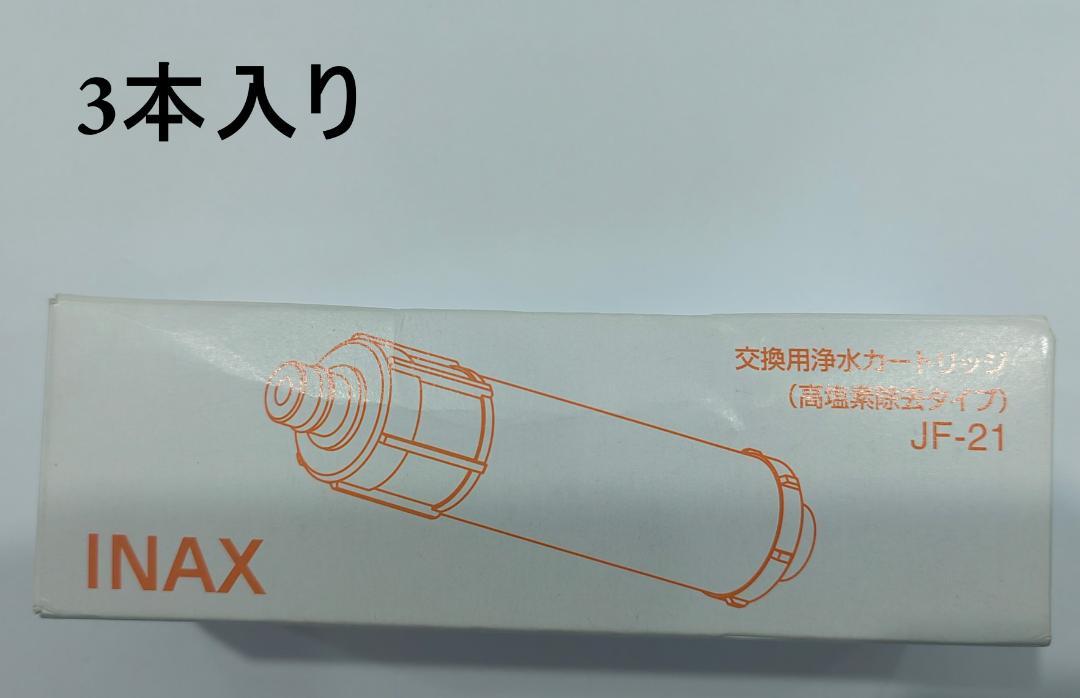 3本入り
交換用浄水カートリッジ
(高塩素除去タイプ)
JF-21
INAX